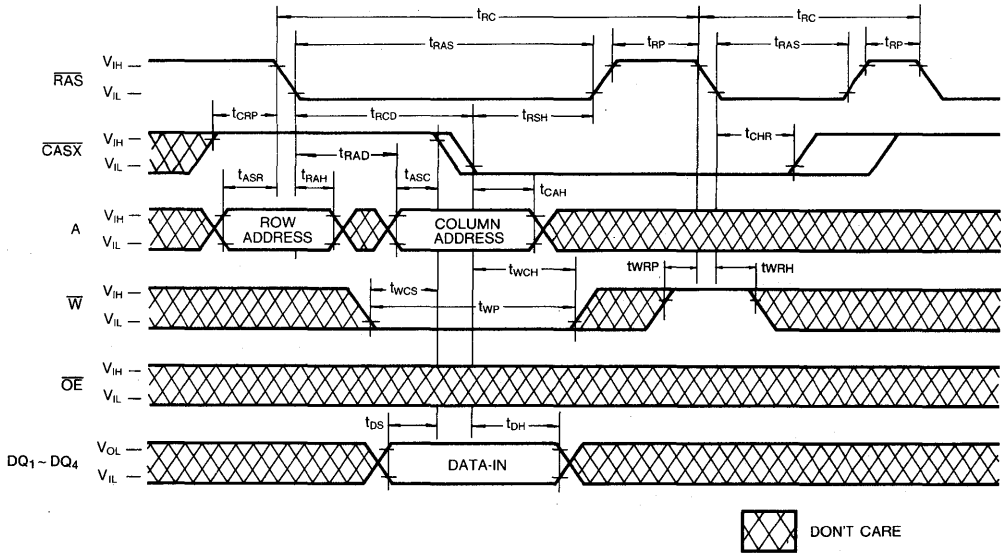 tRC tRC
tRAS tRP tRAS tRP
RAS VIH VIL
tCRP tRCD tRSH tCHR
CASX VIH VIL
tRAD
tASR tRAH tASC tCAH
A VIH VIL ROW ADDRESS COLUMN ADDRESS
tWCH tWRP tWRH
tWCS tWP
W VIH VIL
OE VIH VIL
tDS tDH
DQ1 ~ DQ4 VOL VIL DATA-IN
DON'T CARE